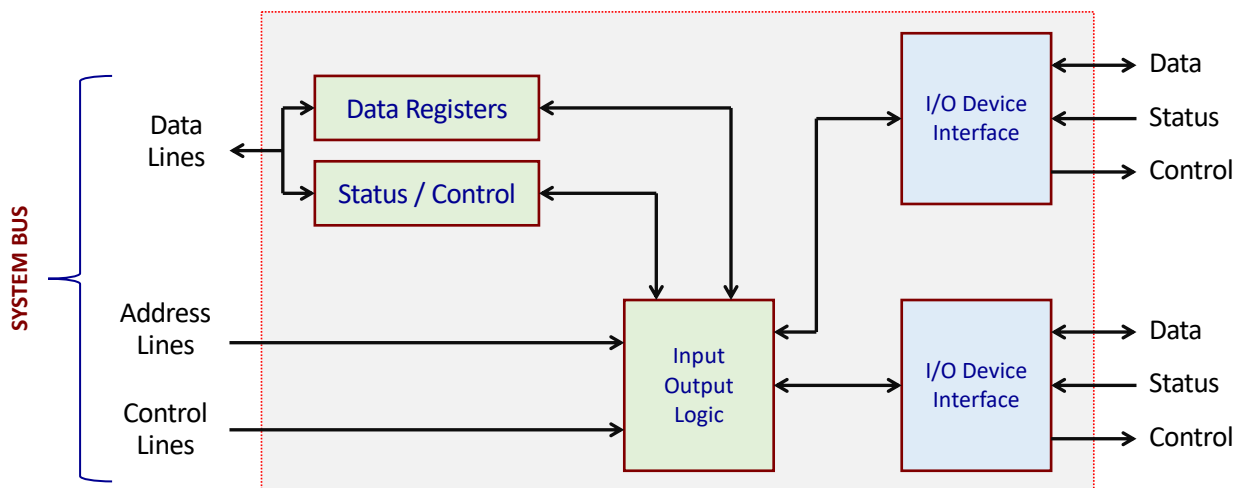 SYSTEM BUS
Data
Lines
Address
Lines
Control
Lines
Data Registers
Status / Control
Input
Output
Logic
I/O Device
Interface
Data
Status
Control
I/O Device
Interface
Data
Status
Control